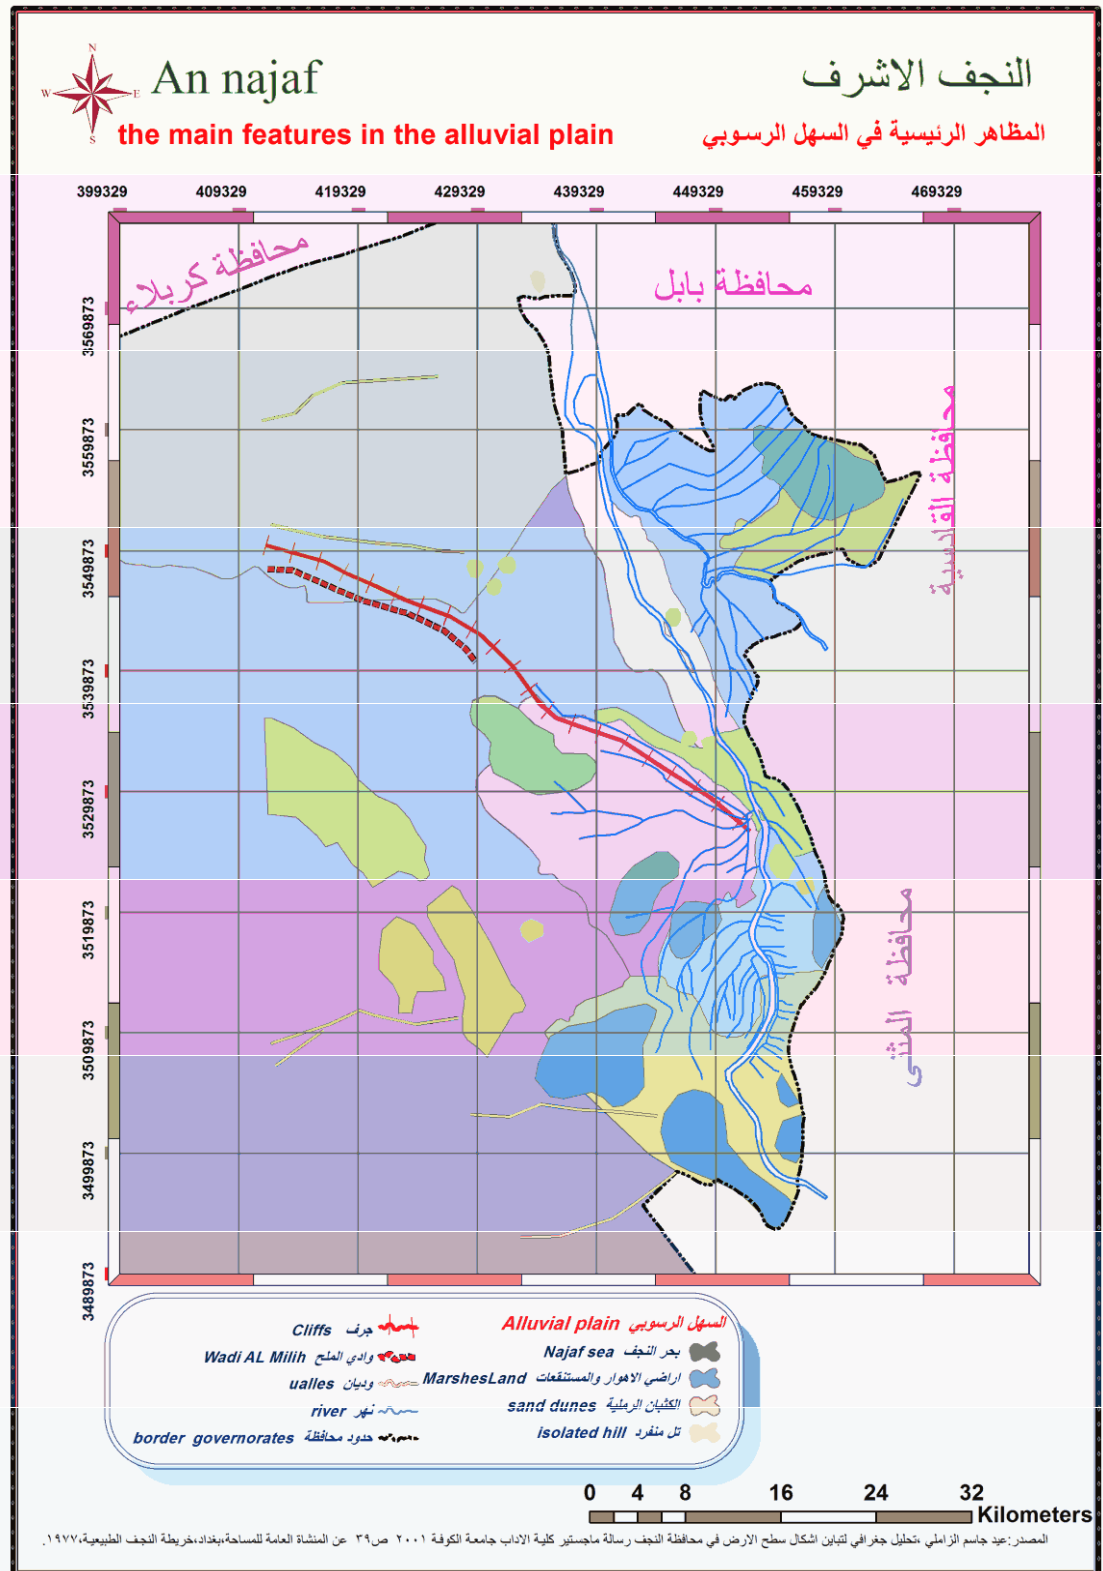 N
W E
S
An najaf
النجف الاشرف
the main features in the alluvial plain
المظاهر الرئيسية في السهل الرسوبي
399329 409329 419329 429329 439329 449329 459329 469329
محافظة كربلاء
محافظة بابل
محافظة القادسية
محافظة المثنى
3569873
3559873
3549873
3539873
3529873
3519873
3509873
3499873
3489873
السهل الرسوبي Alluvial plain
بحر النجف Najaf sea
اراضي الاهوار والمستنقعات MarshesLand
الكثبان الرملية sand dunes
تل منفرد isolated hill
جرف Cliffs
وادي الملح Wadi AL Milih
وديان ualles
نهر river
حدود محافظة border governorates
0 4 8 16 24 32
Kilometers
المصدر:عيد جاسم الزاملي ،تحليل جغرافي لتباين اشكال سطح الارض في محافظة النجف رسالة ماجستير كلية الاداب جامعة الكوفة ٢٠٠١ ص٣٩ عن المنشاة العامة للمساحة،بغداد،خريطة النجف الطبيعية،١٩٧٧.